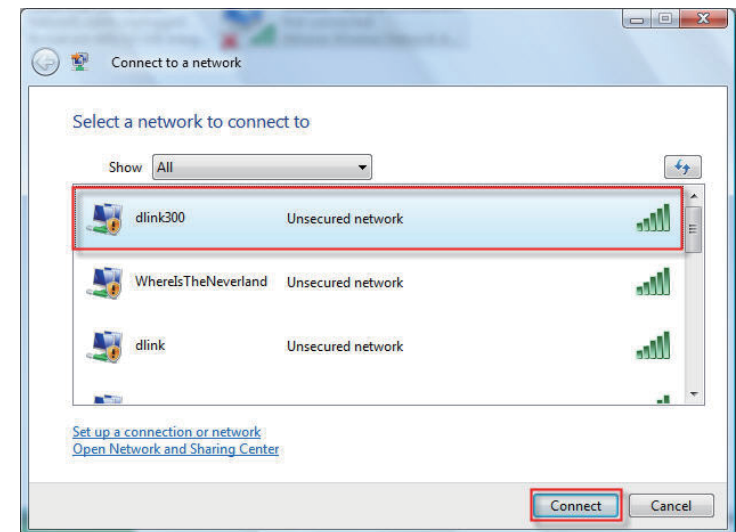 Connect to a network
Select a network to connect to
Show All
dlink300 Unsecured network
WhereIsTheNeverland Unsecured network
dlink Unsecured network
Set up a connection or network
Open Network and Sharing Center
Connect Cancel